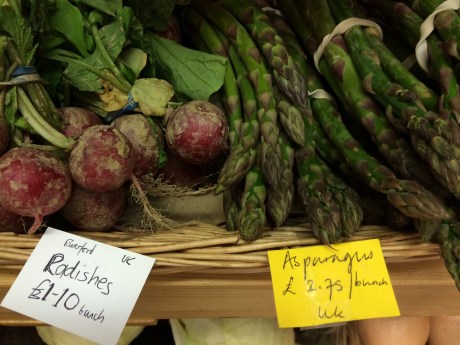 UK
Radishes
£1-10 bunch
Asparagus
£ 2.75/bunch
UK